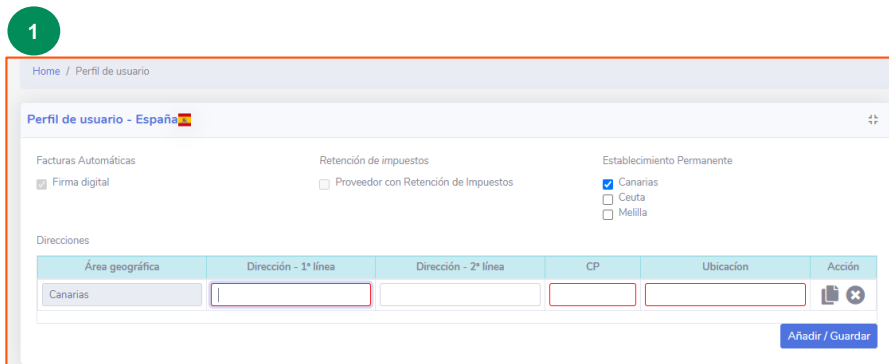 1
Home / Perfil de usuario
Perfil de usuario - España
Facturas Automáticas Retención de impuestos Establecimiento Permanente
Firma digital Proveedor con Retención de Impuestos Canarias
Ceuta
Melilla
Direcciones
Área geográfica Dirección - 1ª línea Dirección - 2ª línea CP Ubicacíon Acción
Canarias
Añadir / Guardar